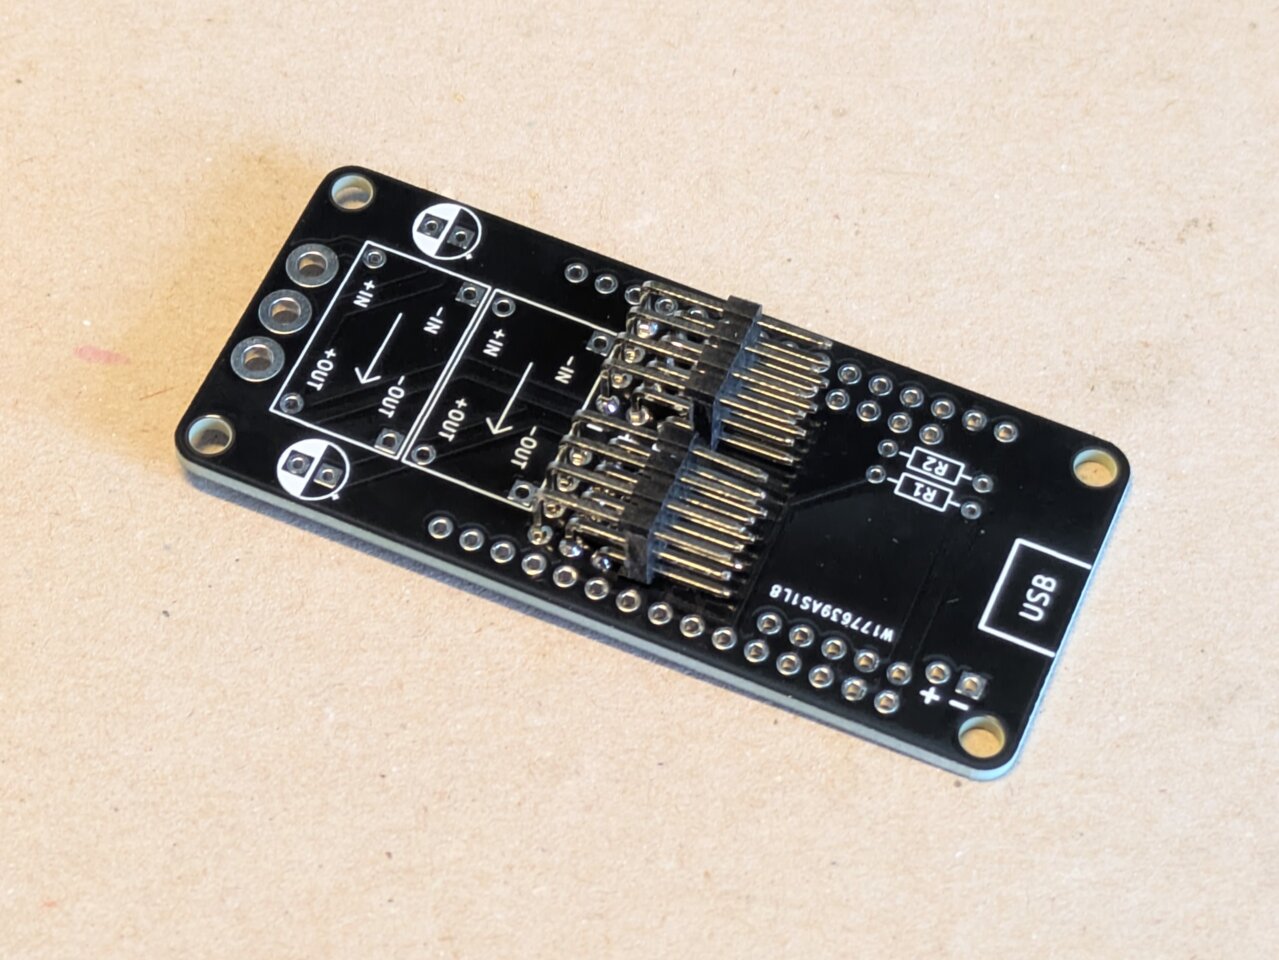 +IN
-IN
+OUT
-OUT
+IN
-IN
+OUT
-OUT
R2
R1
USB
W177639AS1L8
+
-